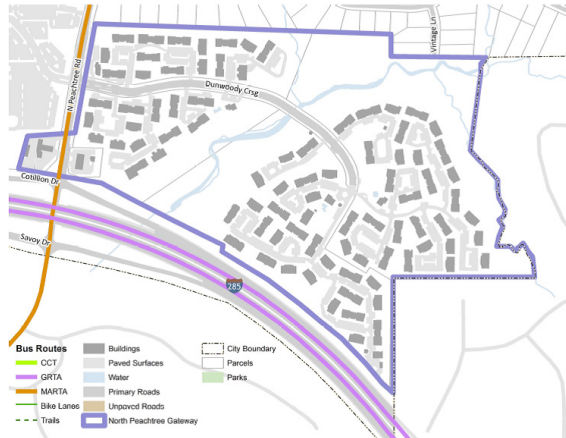 Vintage Ln
N Peachtree Rd
Dunwoody Crsg
Cotillion Dr
Savoy Dr
285
Bus Routes
CCT
GRTA
MARTA
Bike Lanes
Trails
Buildings
Paved Surfaces
Water
Primary Roads
Unpaved Roads
North Peachtree Gateway
City Boundary
Parcels
Parks